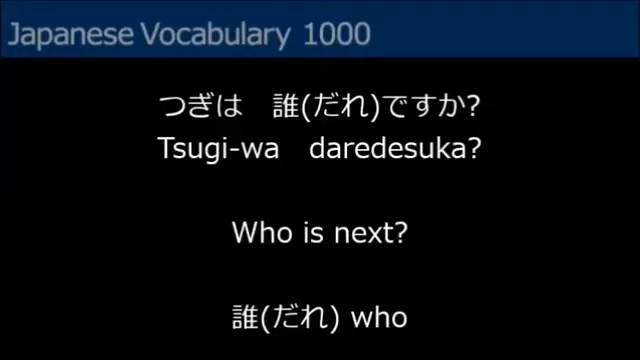 Japanese Vocabulary 1000
つぎは　誰(だれ)ですか?
Tsugi-wa　daredesuka?
Who is next?
誰(だれ) who